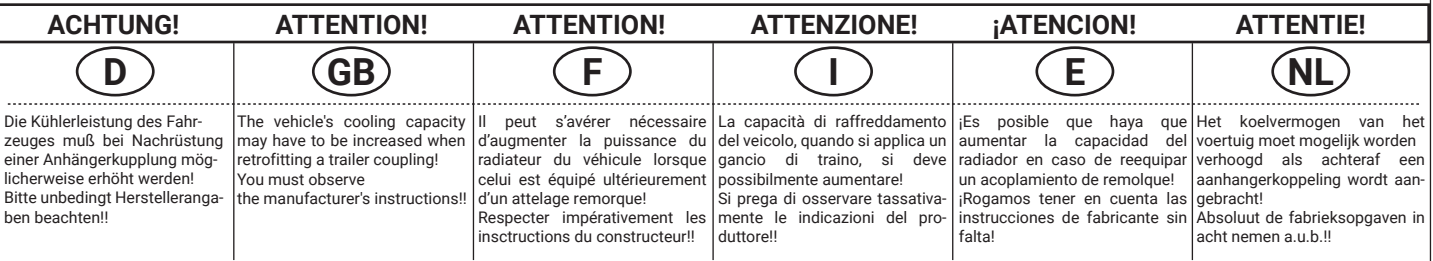 ACHTUNG!
ATTENTION!
ATTENTION!
ATTENZIONE!
¡ATENCION!
ATTENTIE!
D
GB
F
I
E
NL
Die Kühlerleistung des Fahr-
zeuges muß bei Nachrüstung
einer Anhängerkupplung mög-
licherweise erhöht werden!
Bitte unbedingt Herstelleranga-
ben beachten!!
The vehicle's cooling capacity
may have to be increased when
retrofitting a trailer coupling!
You must observe
the manufacturer's instructions!!
Il peut s’avérer nécessaire
d’augmenter la puissance du
radiateur du véhicule lorsque
celui est équipé ultérieurement
d’un attelage remorque!
Respecter impérativement les
insctructions du constructeur!!
La capacità di raffreddamento
del veicolo, quando si applica un
gancio di traino, si deve
possibilmente aumentare!
Si prega di osservare tassativa-
mente le indicazioni del pro-
duttore!!
¡Es posible que haya que
aumentar la capacidad del
radiador en caso de reequipar
un acoplamiento de remolque!
¡Rogamos tener en cuenta las
instrucciones de fabricante sin
falta!
Het koelvermogen van het
voertuig moet mogelijk worden
verhoogd als achteraf een
aanhangerkoppeling wordt aan-
gebracht!
Absoluut de fabrieksopgaven in
acht nemen a.u.b.!!